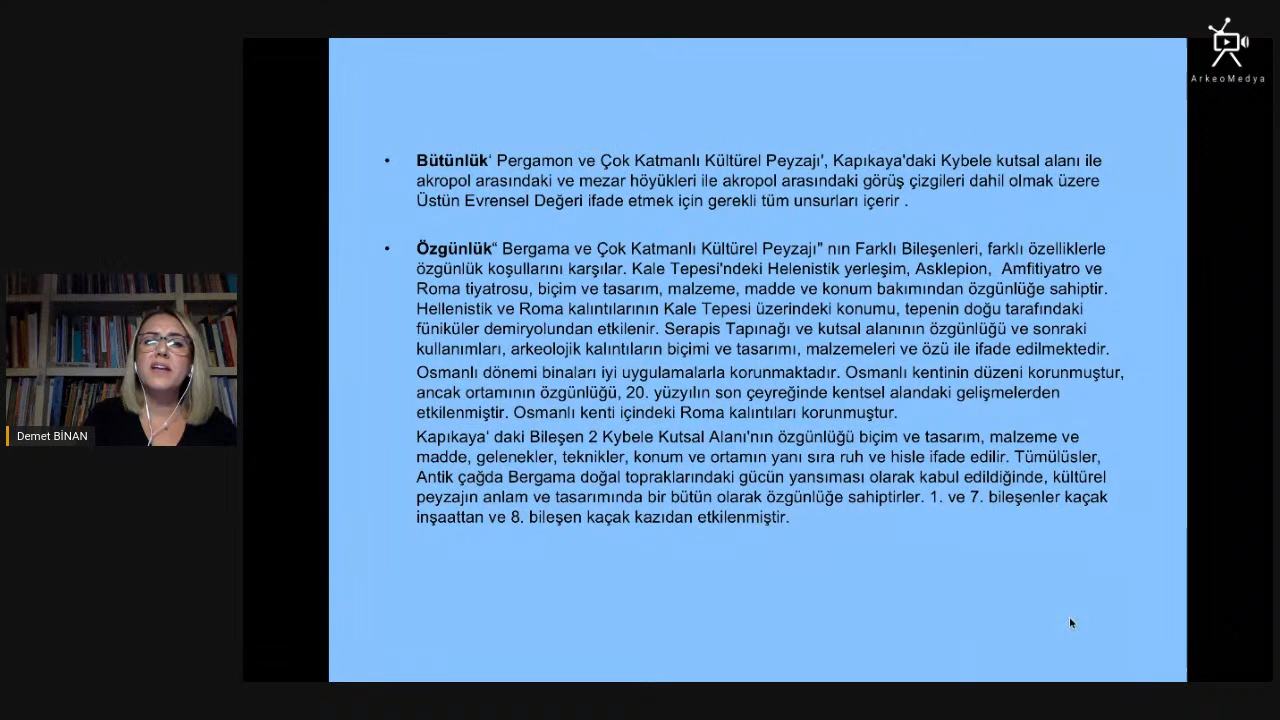 ArkeoMedya
• Bütünlük‘ Pergamon ve Çok Katmanlı Kültürel Peyzajı', Kapıkaya'daki Kybele kutsal alanı ile
akropol arasındaki ve mezar höyükleri ile akropol arasındaki görüş çizgileri dahil olmak üzere
Üstün Evrensel Değeri ifade etmek için gerekli tüm unsurları içerir .
• Özgünlük“ Bergama ve Çok Katmanlı Kültürel Peyzajı" nın Farklı Bileşenleri, farklı özelliklerle
özgünlük koşullarını karşılar. Kale Tepesi'ndeki Helenistik yerleşim, Asklepion, Amfitiyatro ve
Roma tiyatrosu, biçim ve tasarım, malzeme, madde ve konum bakımından özgünlüğe sahiptir.
Hellenistik ve Roma kalıntılarının Kale Tepesi üzerindeki konumu, tepenin doğu tarafındaki
füniküler demiryolundan etkilenir. Serapis Tapınağı ve kutsal alanının özgünlüğü ve sonraki
kullanımları, arkeolojik kalıntıların biçimi ve tasarımı, malzemeleri ve özü ile ifade edilmektedir.
Osmanlı dönemi binaları iyi uygulamalarla korunmaktadır. Osmanlı kentinin düzeni korunmuştur,
ancak ortamının özgünlüğü, 20. yüzyılın son çeyreğinde kentsel alandaki gelişmelerden
etkilenmiştir. Osmanlı kenti içindeki Roma kalıntıları korunmuştur.
Kapıkaya‘ daki Bileşen 2 Kybele Kutsal Alanı'nın özgünlüğü biçim ve tasarım, malzeme ve
madde, gelenekler, teknikler, konum ve ortamın yanı sıra ruh ve hisle ifade edilir. Tümülüsler,
Antik çağda Bergama doğal topraklarındaki gücün yansıması olarak kabul edildiğinde, kültürel
peyzajın anlam ve tasarımında bir bütün olarak özgünlüğe sahiptirler. 1. ve 7. bileşenler kaçak
inşaattan ve 8. bileşen kaçak kazıdan etkilenmiştir.
Demet BİNAN